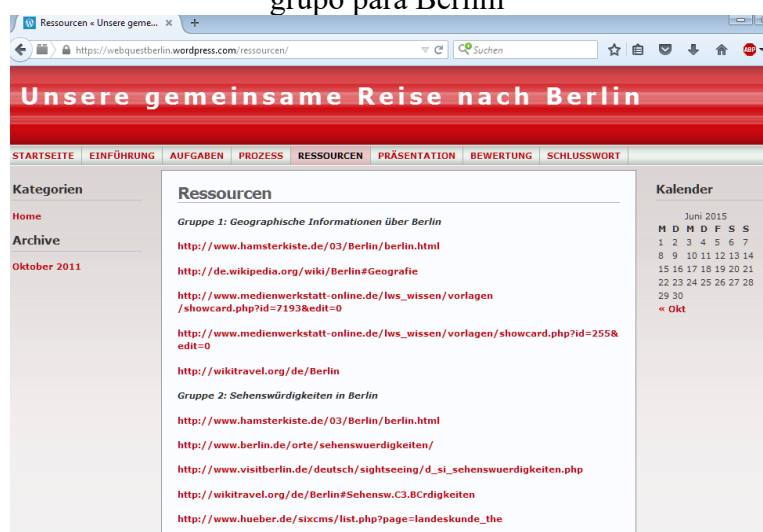 grupo para Berlim
Ressourcen « Unsere geme...
https://webquestberlin.wordpress.com/ressourcen/
Suchen
ABP
Unsere gemeinsame Reise nach Berlin
STARTSEITE EINFÜHRUNG AUFGABEN PROZESS RESSOURCEN PRÄSENTATION BEWERTUNG SCHLUSSWORT
Kategorien
Home
Archive
Oktober 2011
Ressourcen
Gruppe 1: Geographische Informationen über Berlin
http://www.hamsterkiste.de/03/Berlin/berlin.html
http://de.wikipedia.org/wiki/Berlin#Geografie
http://www.medienwerkstatt-online.de/lws_wissen/vorlagen
/showcard.php?id=7193&edit=0
http://www.medienwerkstatt-online.de/lws_wissen/vorlagen/showcard.php?id=255&
edit=0
http://wikitravel.org/de/Berlin
Gruppe 2: Sehenswürdigkeiten in Berlin
http://www.hamsterkiste.de/03/Berlin/berlin.html
http://www.berlin.de/orte/sehenswuerdigkeiten/
http://www.visitberlin.de/deutsch/sightseeing/d_si_sehenswuerdigkeiten.php
http://wikitravel.org/de/Berlin#Sehensw.C3.BCrdigkeiten
http://www.hueber.de/sixcms/list.php?page=landeskunde_the
Kalender
Juni 2015
M D M D F S S
1 2 3 4 5 6 7
8 9 10 11 12 13 14
15 16 17 18 19 20 21
22 23 24 25 26 27 28
29 30
« Okt